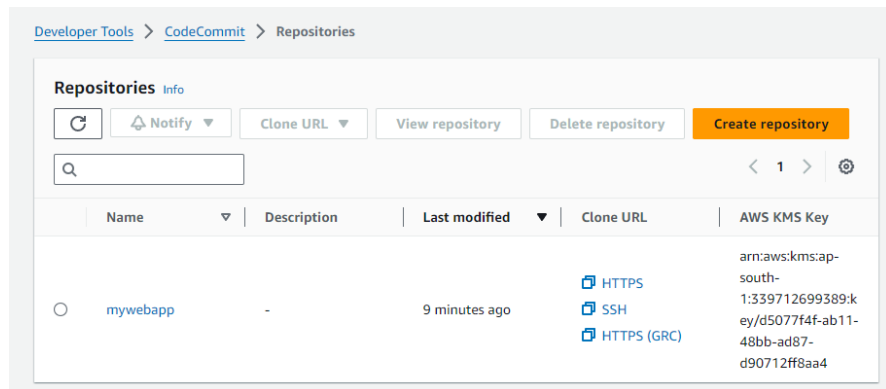 Developer Tools > CodeCommit > Repositories
Repositories Info
Notify ▼ Clone URL ▼ View repository Delete repository Create repository
< 1 >
Name Description Last modified Clone URL AWS KMS Key
arn:aws:kms:ap-
south-
1:339712699389:k
ey/d5077f4f-ab11-
48bb-ad87-
d90712ff8aa4
mywebapp - 9 minutes ago
HTTPS
SSH
HTTPS (GRC)